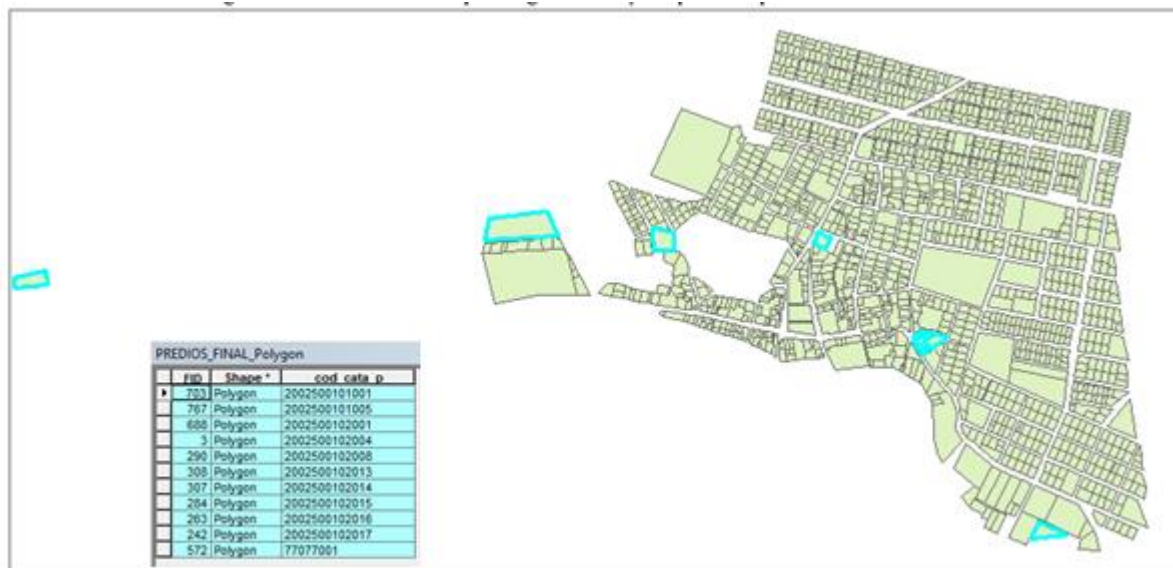 PREDIOS_FINAL_Polygon
FID Shape * cod_cata_p
703 Polygon 2002500101001
767 Polygon 2002500101005
688 Polygon 2002500102001
3 Polygon 2002500102004
290 Polygon 2002500102008
308 Polygon 2002500102013
307 Polygon 2002500102014
284 Polygon 2002500102015
263 Polygon 2002500102016
242 Polygon 2002500102017
572 Polygon 77077001